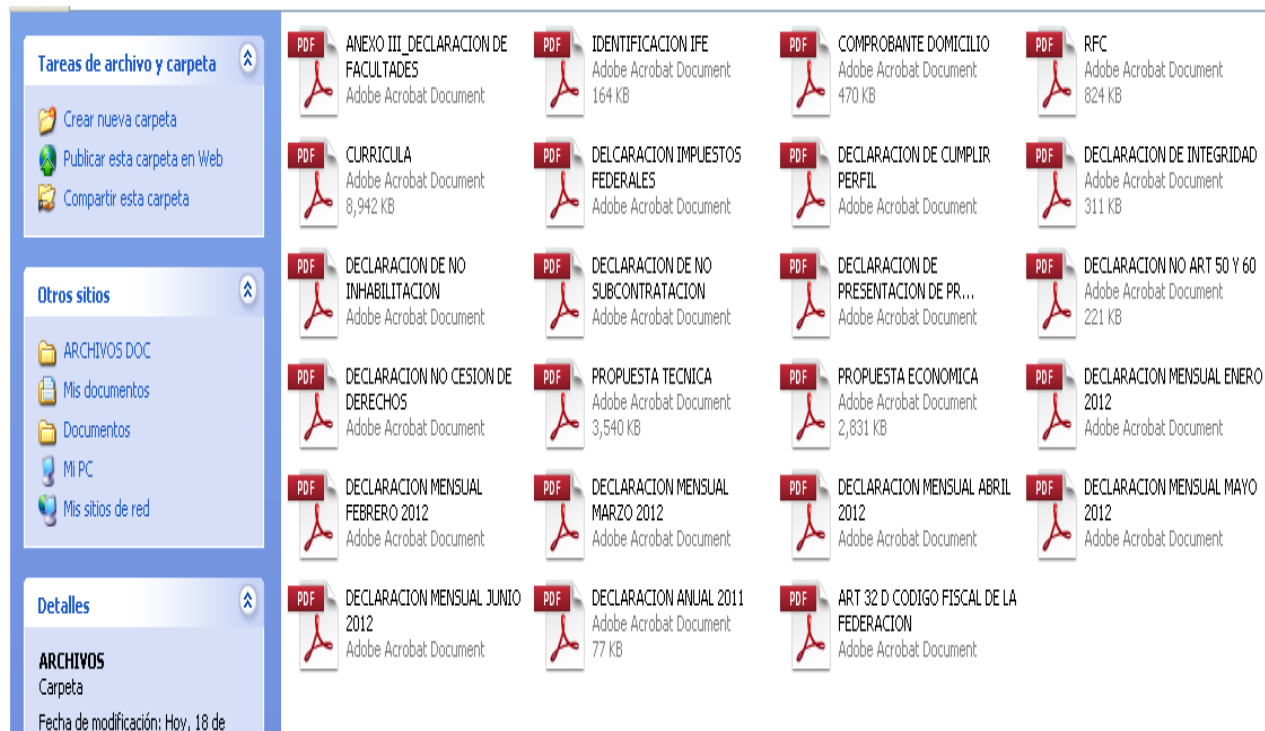 Tareas de archivo y carpeta
Crear nueva carpeta
Publicar esta carpeta en Web
Compartir esta carpeta
Otros sitios
ARCHIVOS DOC
Mis documentos
Documentos
Mi PC
Mis sitios de red
Detalles
ARCHIVOS
Carpeta
Fecha de modificación: Hoy, 18 de
PDF
ANEXO III_DECLARACION DE
FACULTADES
Adobe Acrobat Document
PDF
IDENTIFICACION IFE
Adobe Acrobat Document
164 KB
PDF
COMPROBANTE DOMICILIO
Adobe Acrobat Document
470 KB
PDF
RFC
Adobe Acrobat Document
824 KB
PDF
CURRICULA
Adobe Acrobat Document
8,942 KB
PDF
DELCARACION IMPUESTOS
FEDERALES
Adobe Acrobat Document
PDF
DECLARACION DE CUMPLIR
PERFIL
Adobe Acrobat Document
PDF
DECLARACION DE INTEGRIDAD
Adobe Acrobat Document
311 KB
PDF
DECLARACION DE NO
INHABILITACION
Adobe Acrobat Document
PDF
DECLARACION DE NO
SUBCONTRATACION
Adobe Acrobat Document
PDF
DECLARACION DE
PRESENTACION DE PR...
Adobe Acrobat Document
PDF
DECLARACION NO ART 50 Y 60
Adobe Acrobat Document
221 KB
PDF
DECLARACION NO CESION DE
DERECHOS
Adobe Acrobat Document
PDF
PROPUESTA TECNICA
Adobe Acrobat Document
3,540 KB
PDF
PROPUESTA ECONOMICA
Adobe Acrobat Document
2,831 KB
PDF
DECLARACION MENSUAL ENERO
2012
Adobe Acrobat Document
PDF
DECLARACION MENSUAL
FEBRERO 2012
Adobe Acrobat Document
PDF
DECLARACION MENSUAL
MARZO 2012
Adobe Acrobat Document
PDF
DECLARACION MENSUAL ABRIL
2012
Adobe Acrobat Document
PDF
DECLARACION MENSUAL MAYO
2012
Adobe Acrobat Document
PDF
DECLARACION MENSUAL JUNIO
2012
Adobe Acrobat Document
PDF
DECLARACION ANUAL 2011
Adobe Acrobat Document
77 KB
PDF
ART 32 D CODIGO FISCAL DE LA
FEDERACION
Adobe Acrobat Document